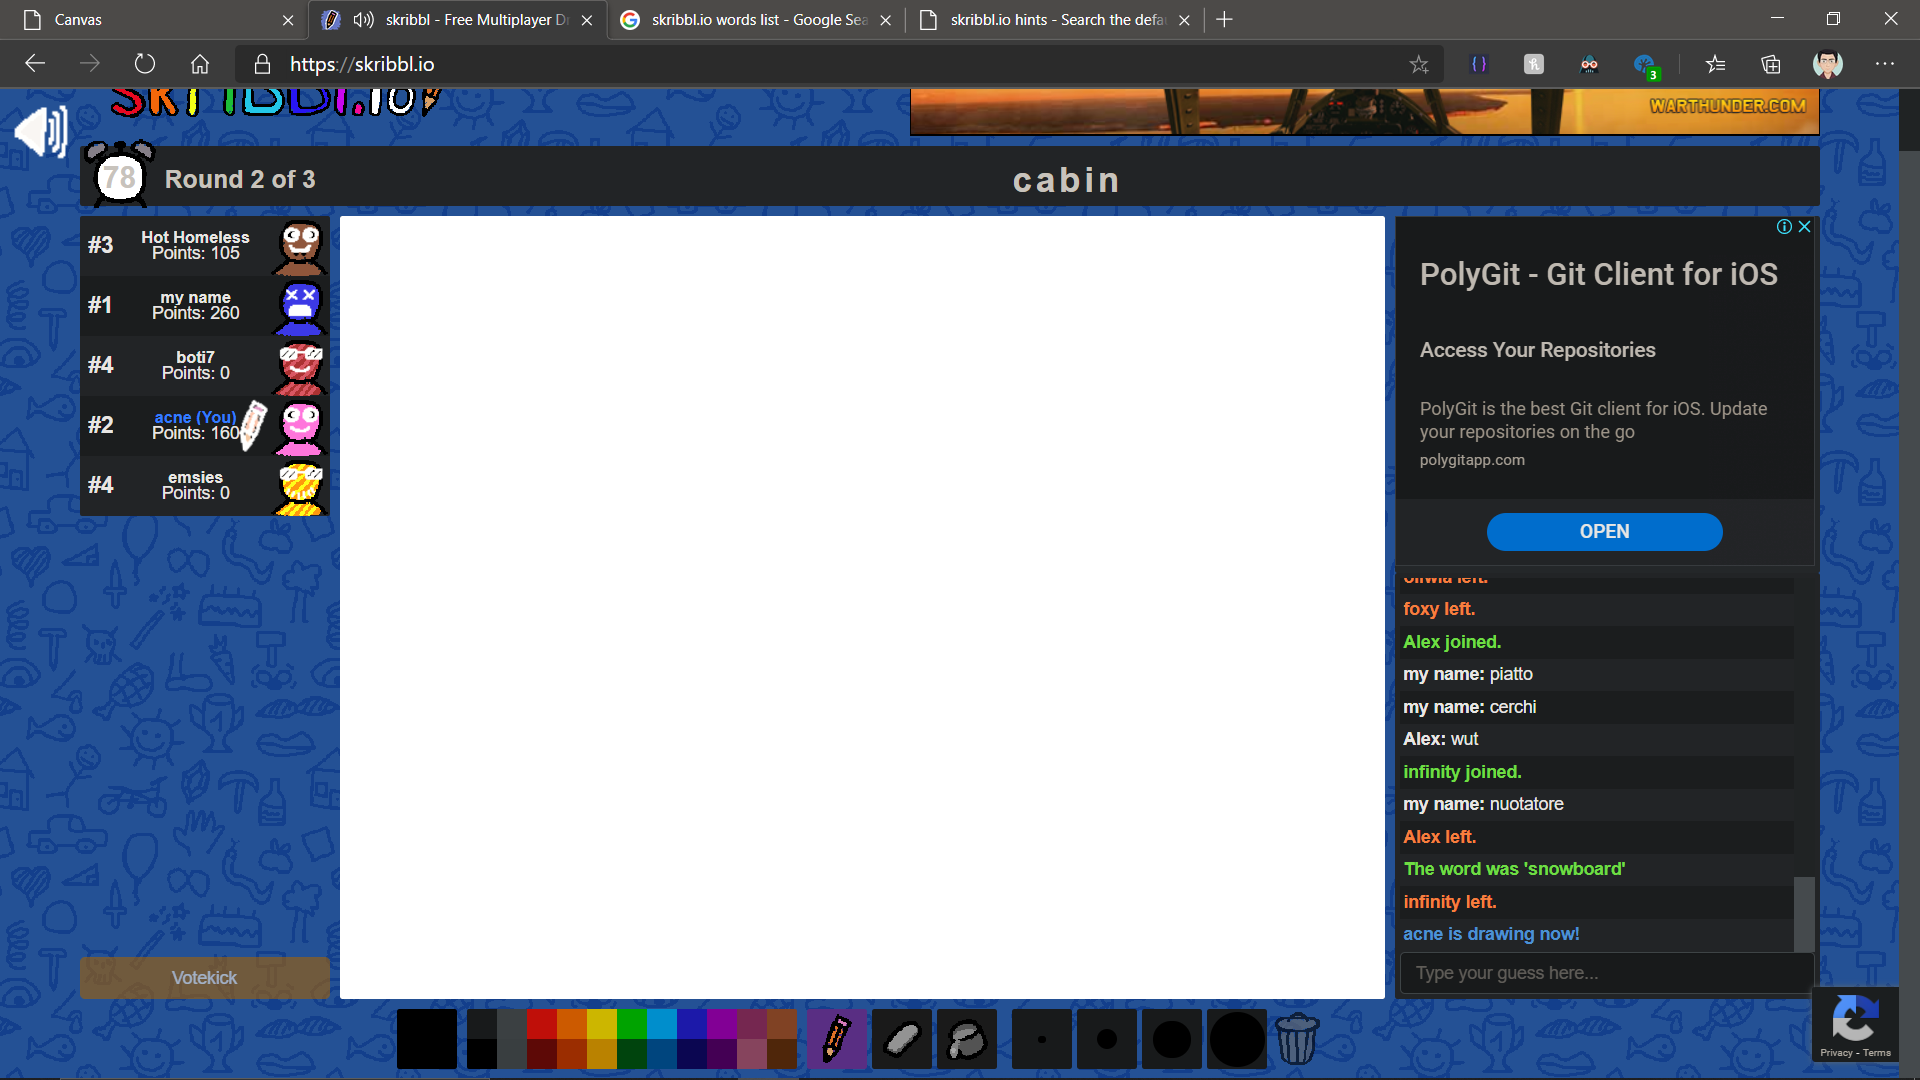 Canvas
skribbl - Free Multiplayer Dr
skribbl.io words list - Google Sea
skribbl.io hints - Search the defau
https://skribbl.io
3
skribbl.io
WARTHUNDER.COM
78
Round 2 of 3
cabin
#3
Hot Homeless
Points: 105
#1
my name
Points: 260
#4
boti7
Points: 0
#2
acne (You)
Points: 160
#4
emsies
Points: 0
Votekick
PolyGit - Git Client for iOS
Access Your Repositories
PolyGit is the best Git client for iOS. Update
your repositories on the go
polygitapp.com
OPEN
oliwia left.
foxy left.
Alex joined.
my name: piatto
my name: cerchi
Alex: wut
infinity joined.
my name: nuotatore
Alex left.
The word was 'snowboard'
infinity left.
acne is drawing now!
Type your guess here...
Privacy - Terms